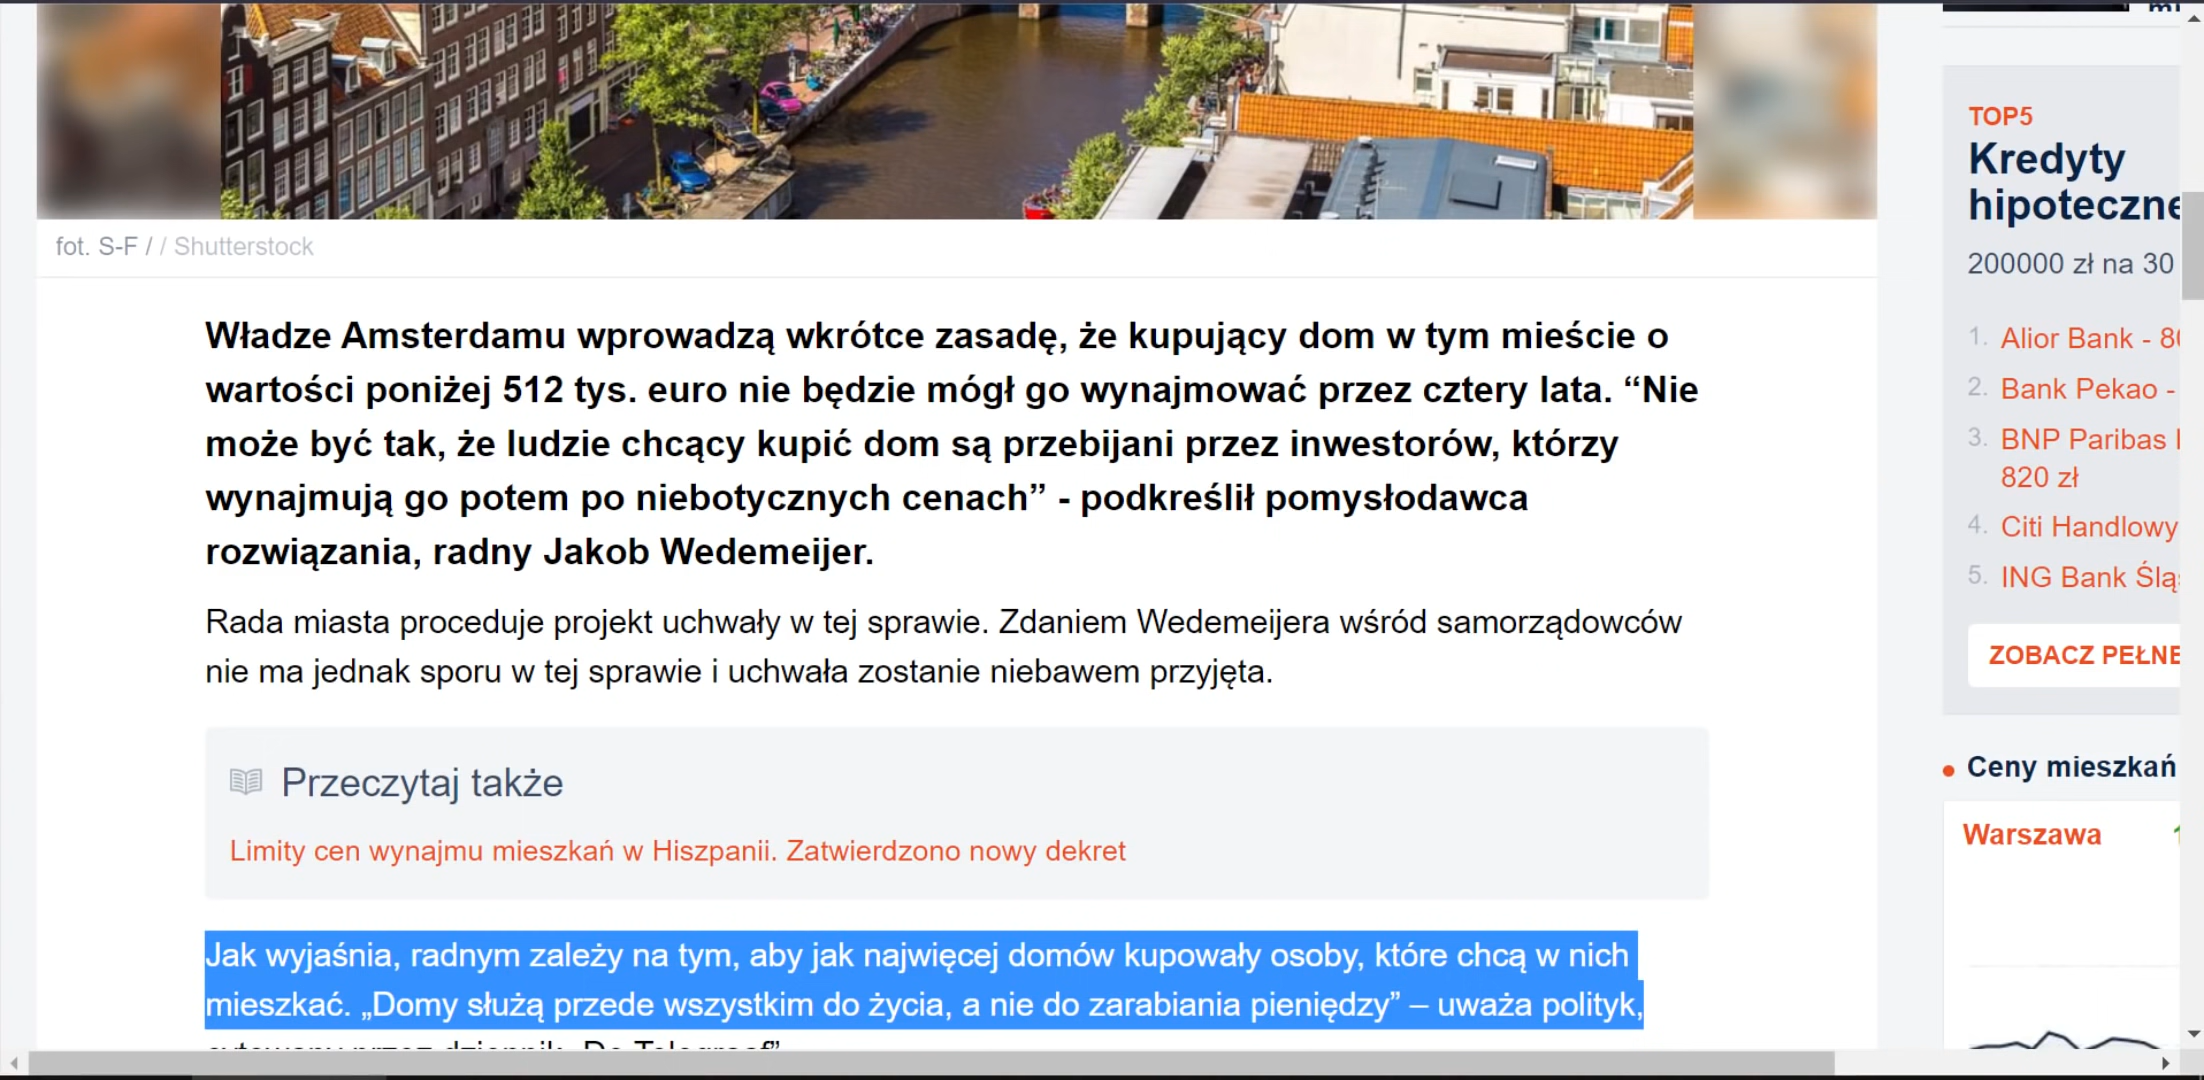 fot. S-F / / Shutterstock
Władze Amsterdamu wprowadzą wkrótce zasadę, że kupujący dom w tym mieście o
wartości poniżej 512 tys. euro nie będzie mógł go wynajmować przez cztery lata. “Nie
może być tak, że ludzie chcący kupić dom są przebijani przez inwestorów, którzy
wynajmują go potem po niebotycznych cenach” - podkreślił pomysłodawca
rozwiązania, radny Jakob Wedemeijer.
Rada miasta proceduje projekt uchwały w tej sprawie. Zdaniem Wedemeijera wśród samorządowców
nie ma jednak sporu w tej sprawie i uchwała zostanie niebawem przyjęta.
Przeczytaj także
Limity cen wynajmu mieszkań w Hiszpanii. Zatwierdzono nowy dekret
Jak wyjaśnia, radnym zależy na tym, aby jak najwięcej domów kupowały osoby, które chcą w nich
mieszkać. „Domy służą przede wszystkim do życia, a nie do zarabiania pieniędzy” – uważa polityk,
TOP5
Kredyty
hipoteczne
200000 zł na 30
1. Alior Bank -
2. Bank Pekao -
3. BNP Paribas
820 zł
4. Citi Handlowy
5. ING Bank
ZOBACZ PEŁNE
Ceny mieszkań
Warszawa